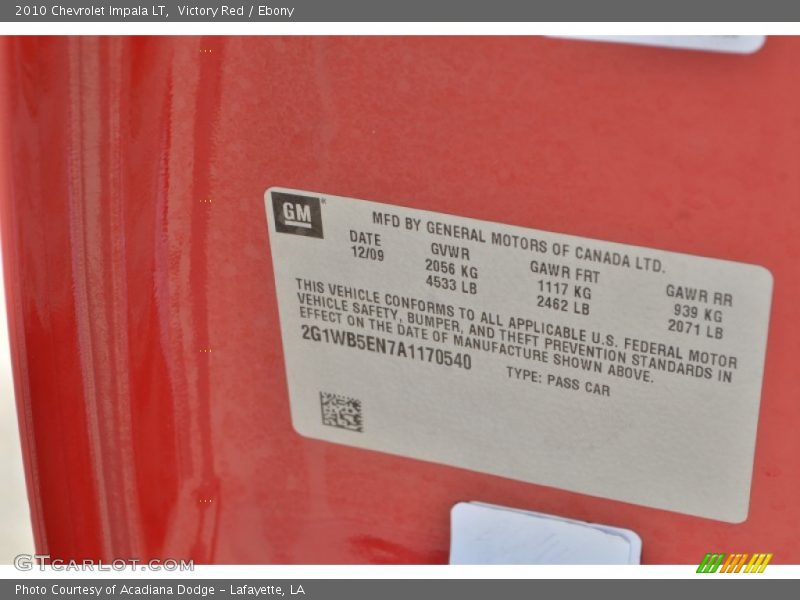 2010 Chevrolet Impala LT, Victory Red / Ebony
GM
MFD BY GENERAL MOTORS OF CANADA LTD.
DATE GVWR GAWR FRT GAWR RR
12/09 2056 KG 1117 KG 939 KG
4533 LB 2462 LB 2071 LB
THIS VEHICLE CONFORMS TO ALL APPLICABLE U.S. FEDERAL MOTOR
VEHICLE SAFETY, BUMPER, AND THEFT PREVENTION STANDARDS IN
EFFECT ON THE DATE OF MANUFACTURE SHOWN ABOVE.
2G1WB5EN7A1170540 TYPE: PASS CAR
GTCARLOT.COM
Photo Courtesy of Acadiana Dodge - Lafayette, LA